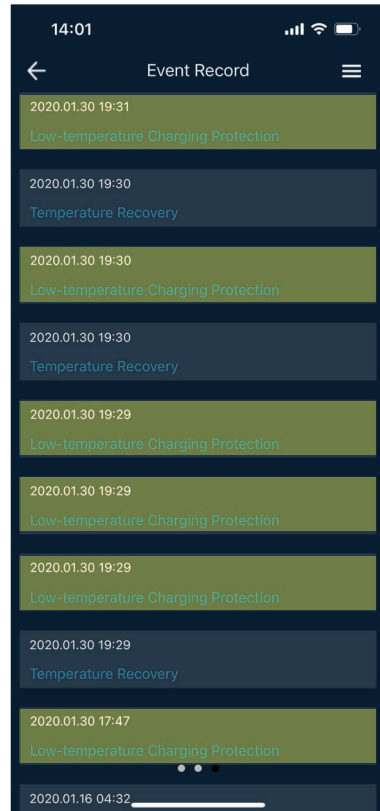 14:01
Event Record
2020.01.30 19:31
Low-temperature Charging Protection
2020.01.30 19:30
Temperature Recovery
2020.01.30 19:30
Low-temperature Charging Protection
2020.01.30 19:30
Temperature Recovery
2020.01.30 19:29
Low-temperature Charging Protection
2020.01.30 19:29
Low-temperature Charging Protection
2020.01.30 19:29
Low-temperature Charging Protection
2020.01.30 19:29
Temperature Recovery
2020.01.30 17:47
Low-temperature Charging Protection
2020.01.16 04:32